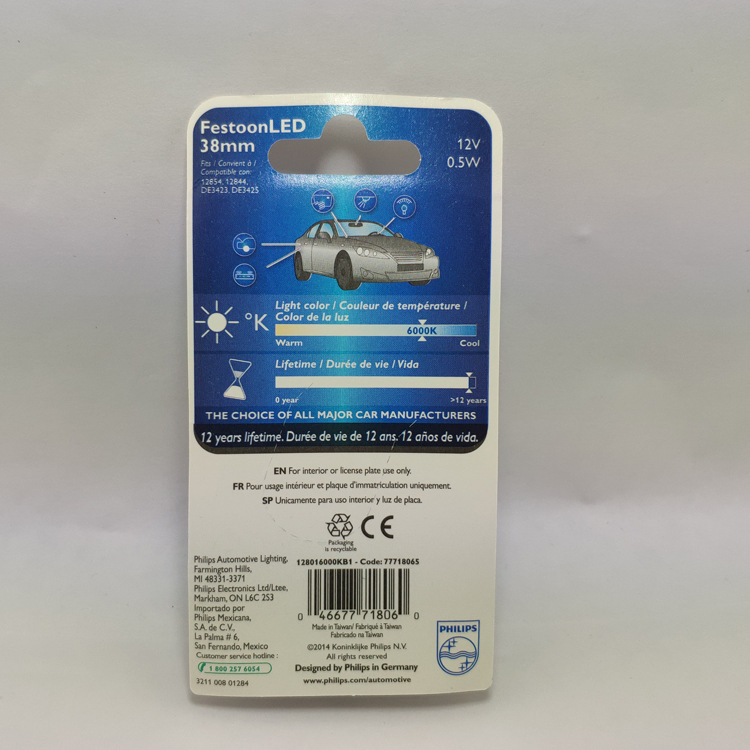 FestoonLED
38mm
12V
0.5W
Fits / Convient à /
Compatible con:
12854, 12844,
DE3423, DE3425
Light color / Couleur de température /
Color de la luz
°K
6000K
Warm
Cool
Lifetime / Durée de vie / Vida
0 year
>12 years
THE CHOICE OF ALL MAJOR CAR MANUFACTURERS
12 years lifetime. Durée de vie de 12 ans. 12 años de vida.
EN For interior or license plate use only.
FR Pour usage intérieur et plaque d'immatriculation uniquement.
SP Unicamente para uso interior y luz de placa.
Packaging
is recyclable
CE
Philips Automotive Lighting,
Farmington Hills,
MI 48331-3371
Philips Electronics Ltd/Ltee,
Markham, ON L6C 2S3
Importado por
Philips Mexicana,
S.A. de C.V.,
La Palma # 6,
San Fernando, Mexico
Customer service hotline :
1 800 257 6054
3211 008 01284
128016000KB1 - Code: 77718065
0 46677 71806 0
Made in Taiwan/ Fabriqué à Taiwan
Fabricado na Taiwan
©2014 Koninklijke Philips N.V.
All rights reserved
Designed by Philips in Germany
www.philips.com/automotive
PHILIPS